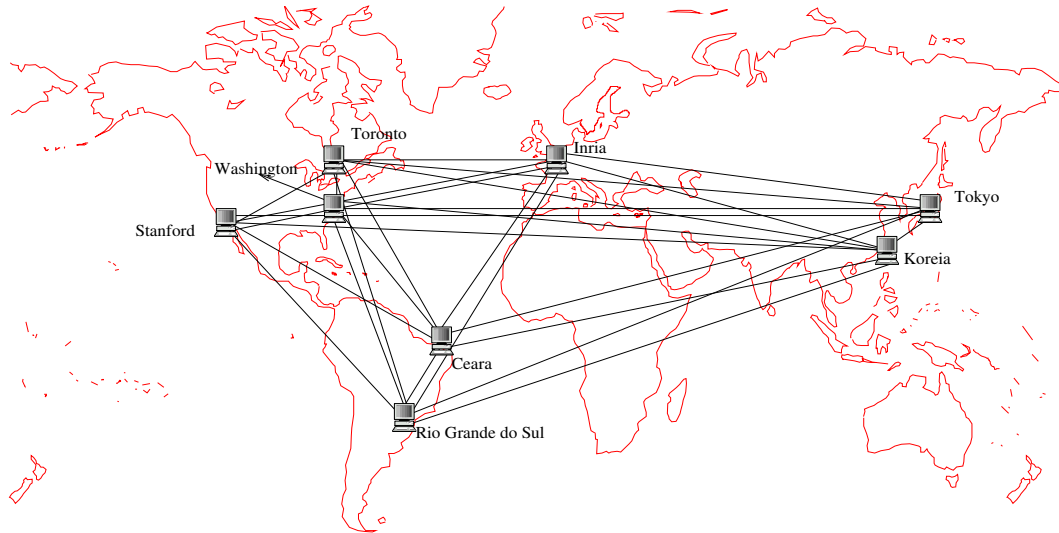 Toronto
Inria
Washington
Tokyo
Stanford
Koreia
Ceara
Rio Grande do Sul